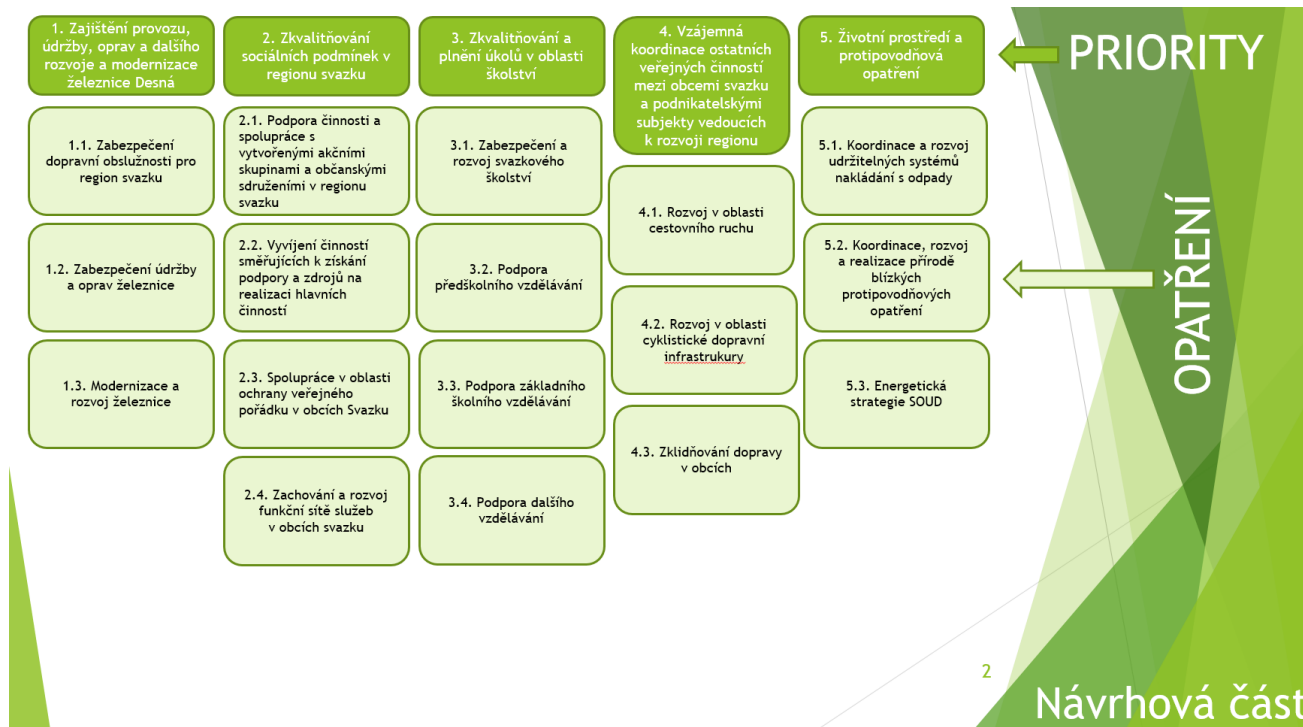 1. Zajištění provozu,
údržby, oprav a dalšího
rozvoje a modernizace
železnice Desná
2. Zkvalitňování
sociálních podmínek v
regionu svazku
3. Zkvalitňování a
plnění úkolů v oblasti
školství
4. Vzájemná
koordinace ostatních
veřejných činností
mezi obcemi svazku
a podnikatelskými
subjekty vedoucích
k rozvoji regionu
5. Životní prostředí a
protipovodňová
opatření
PRIORITY
1.1. Zabezpečení
dopravní obslužnosti pro
region svazku
1.2. Zabezpečení údržby
a oprav železnice
1.3. Modernizace a
rozvoj železnice
2.1. Podpora činnosti a
spolupráce s
vytvořenými akčními
skupinami a občanskými
sdruženími v regionu
svazku
2.2. Vyvíjení činností
směřujících k získání
podpory a zdrojů na
realizaci hlavních
činností
2.3. Spolupráce v oblasti
ochrany veřejného
pořádku v obcích Svazku
2.4. Zachování a rozvoj
funkční sítě služeb
v obcích svazku
3.1. Zabezpečení a
rozvoj svazkového
školství
3.2. Podpora
předškolního vzdělávání
3.3. Podpora základního
školního vzdělávání
3.4. Podpora dalšího
vzdělávání
4.1. Rozvoj v oblasti
cestovního ruchu
4.2. Rozvoj v oblasti
cyklistické dopravní
infrastrukury
4.3. Zklidňování dopravy
v obcích
5.1. Koordinace a rozvoj
udržitelných systémů
nakládání s odpady
5.2. Koordinace, rozvoj
a realizace přírodě
blízkých
protipovodňových
opatření
5.3. Energetická
strategie SOUD
OPATŘENÍ
2
Návrhová část